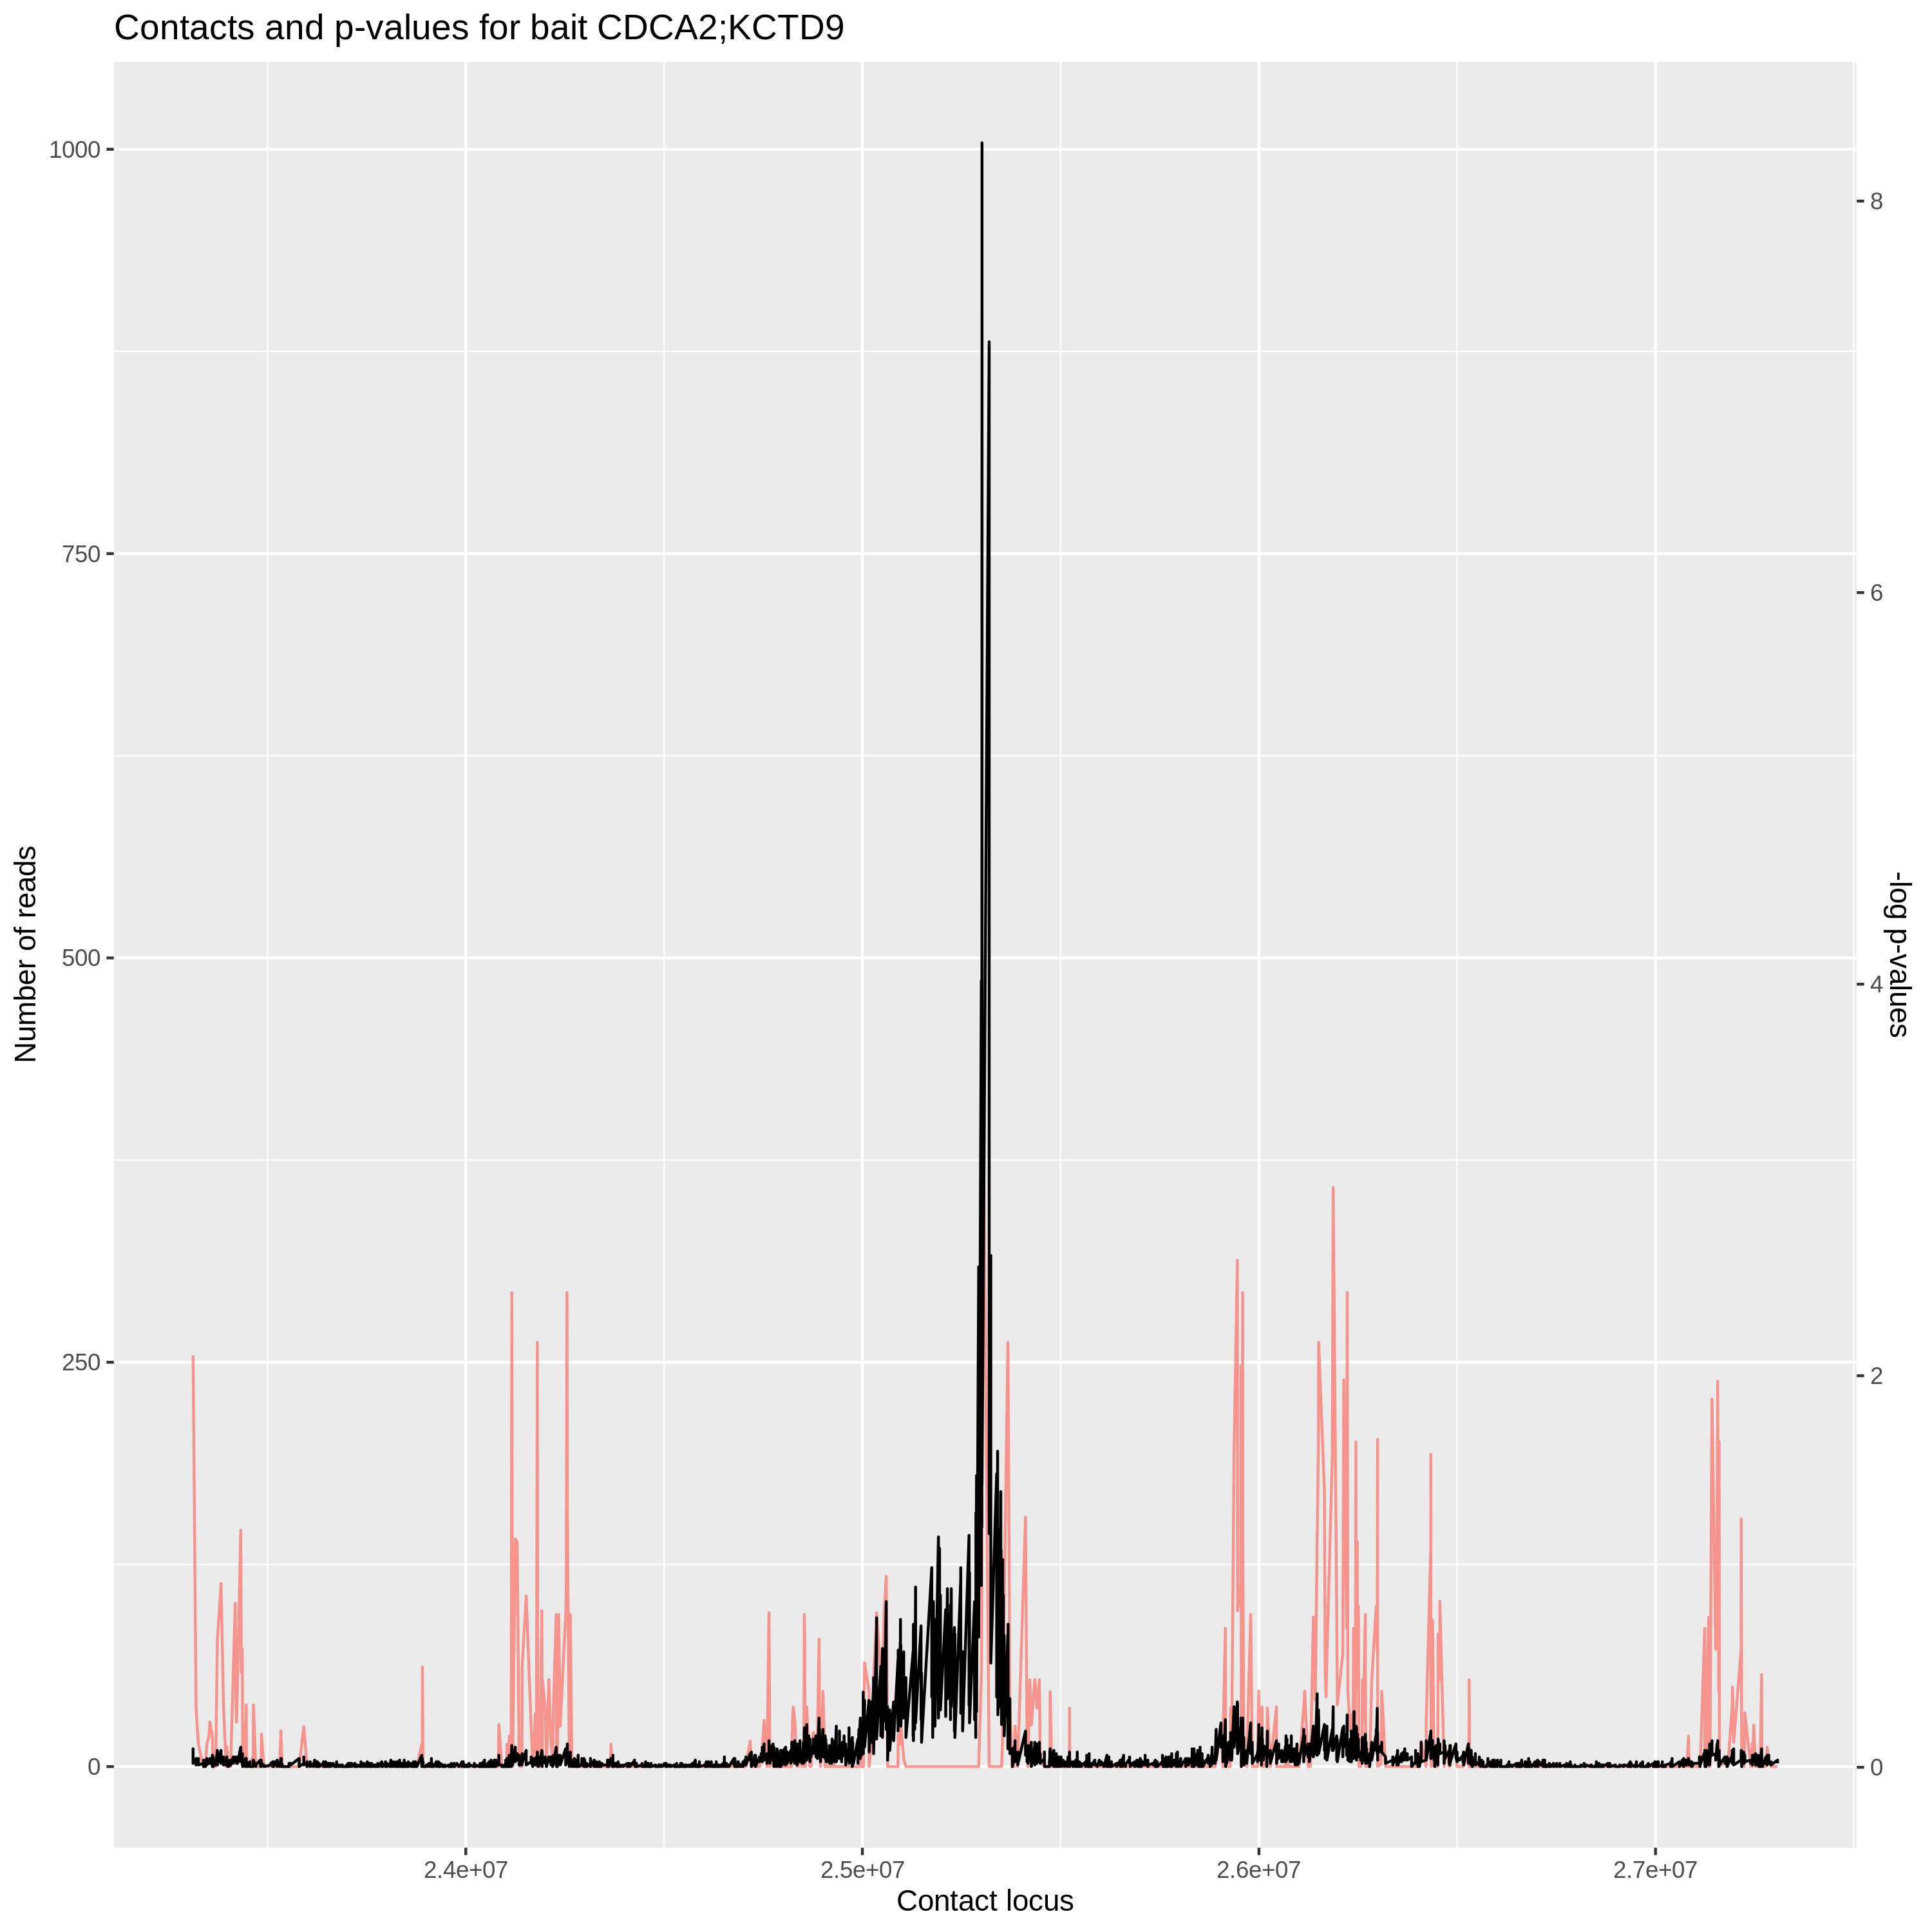 Contacts and p-values for bait CDCA2;KCTD9
1000
750
500
250
0
Number of reads
8
6
4
2
0
-log p-values
2.4e+07
2.5e+07
2.6e+07
2.7e+07
Contact locus